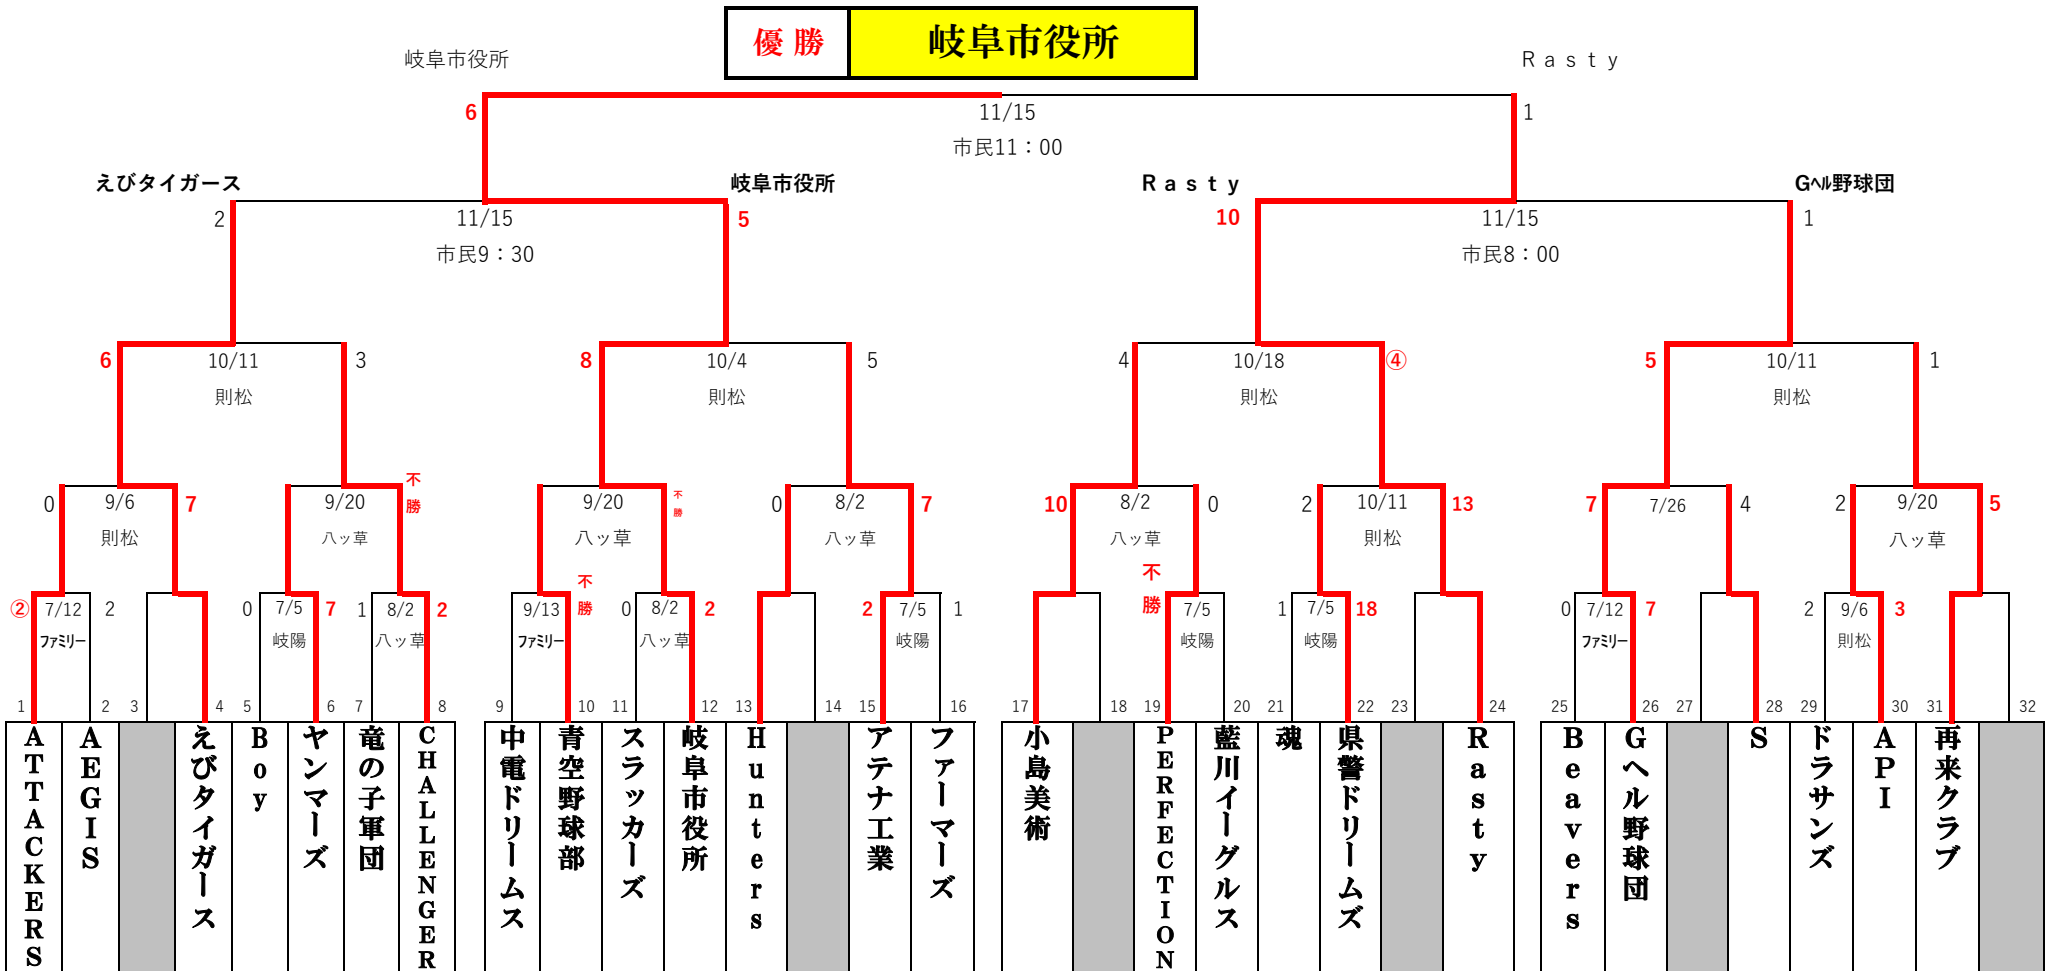 優 勝 岐阜市役所
岐阜市役所 Ｒａｓｔｙ
6 11/15 1
市民11：00
えびタイガース 岐阜市役所 Ｒａｓｔｙ Gﾍﾙ野球団
2 11/15 5 10 11/15 1
市民9：30 市民8：00
6 10/11 3 8 10/4 5 4 10/18 ④ 5 10/11 1
則松 則松 則松 則松
不勝 不勝
0 9/6 7 9/20 9/20 0 8/2 7 10 8/2 0 2 10/11 13 7 7/26 4 2 9/20 5
則松 八ッ草 八ッ草 八ッ草 八ッ草 則松 八ッ草
不勝 不勝
② 7/12 2 0 7/5 7 1 8/2 2 9/13 0 8/2 2 2 7/5 1 7/5 1 7/5 18 0 7/12 7 2 9/6 3
ﾌｧﾐﾘｰ 岐陽 八ッ草 ﾌｧﾐﾘｰ 八ッ草 岐陽 岐陽 岐陽 ﾌｧﾐﾘｰ 則松
1 2 3 4 5 6 7 8 9 10 11 12 13 14 15 16 17 18 19 20 21 22 23 24 25 26 27 28 29 30 31 32
ＡＴＴＡＣＫＥＲＳ
ＡＥＧＩＳ
えびタイガース
Ｂｏｙ
ヤンマーズ
竜の子軍団
ＣＨＡＬＬＥＮＧＥＲ
中電ドリームス
青空野球部
スラッカーズ
岐阜市役所
Ｈｕｎｔｅｒｓ
アテナ工業
ファーマーズ
小島美術
ＰＥＲＦＥＣＴＩＯＮ
藍川イーグルス
魂
県警ドリームズ
Ｒａｓｔｙ
Ｂｅａｖｅｒｓ
Ｇヘル野球団
Ｓ
ドラサンズ
ＡＰＩ
再来クラブ